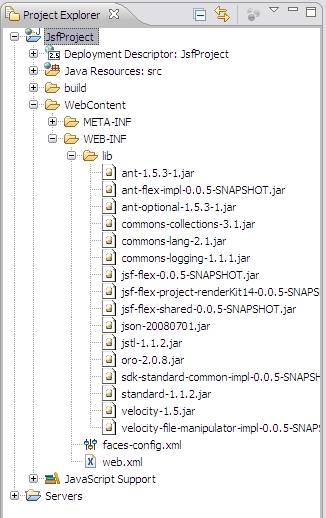 Project Explorer
JsfProject
Deployment Descriptor: JsfProject
Java Resources: src
build
WebContent
META-INF
WEB-INF
lib
ant-1.5.3-1.jar
ant-flex-impl-0.0.5-SNAPSHOT.jar
ant-optional-1.5.3-1.jar
commons-collections-3.1.jar
commons-lang-2.1.jar
commons-logging-1.1.1.jar
jsf-flex-0.0.5-SNAPSHOT.jar
jsf-flex-project-renderKit14-0.0.5-SNAP
jsf-flex-shared-0.0.5-SNAPSHOT.jar
json-20080701.jar
jstl-1.1.2.jar
oro-2.0.8.jar
sdk-standard-common-impl-0.0.5-SNAPS
standard-1.1.2.jar
velocity-1.5.jar
velocity-file-manipulator-impl-0.0.5-SNAP
faces-config.xml
web.xml
JavaScript Support
Servers